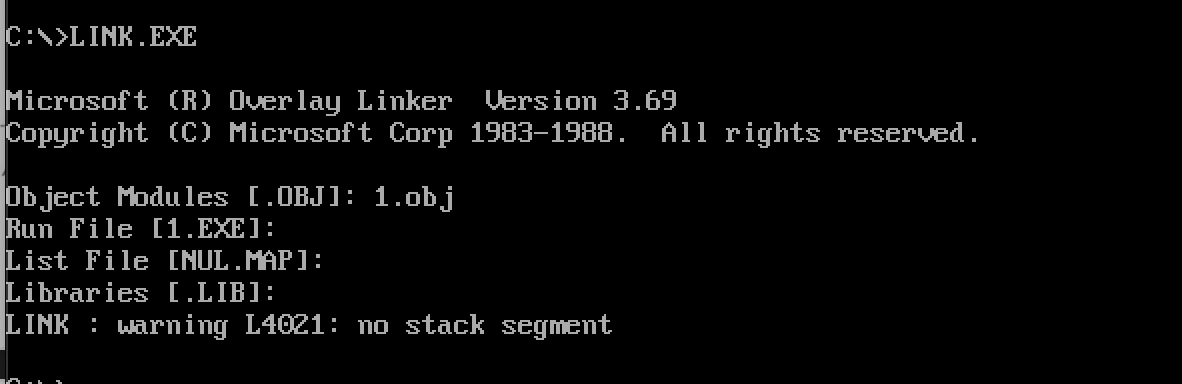 C:\>LINK.EXE
Microsoft (R) Overlay Linker  Version 3.69
Copyright (C) Microsoft Corp 1983-1988.  All rights reserved.
Object Modules [.OBJ]: 1.obj
Run File [1.EXE]:
List File [NUL.MAP]:
Libraries [.LIB]:
LINK : warning L4021: no stack segment